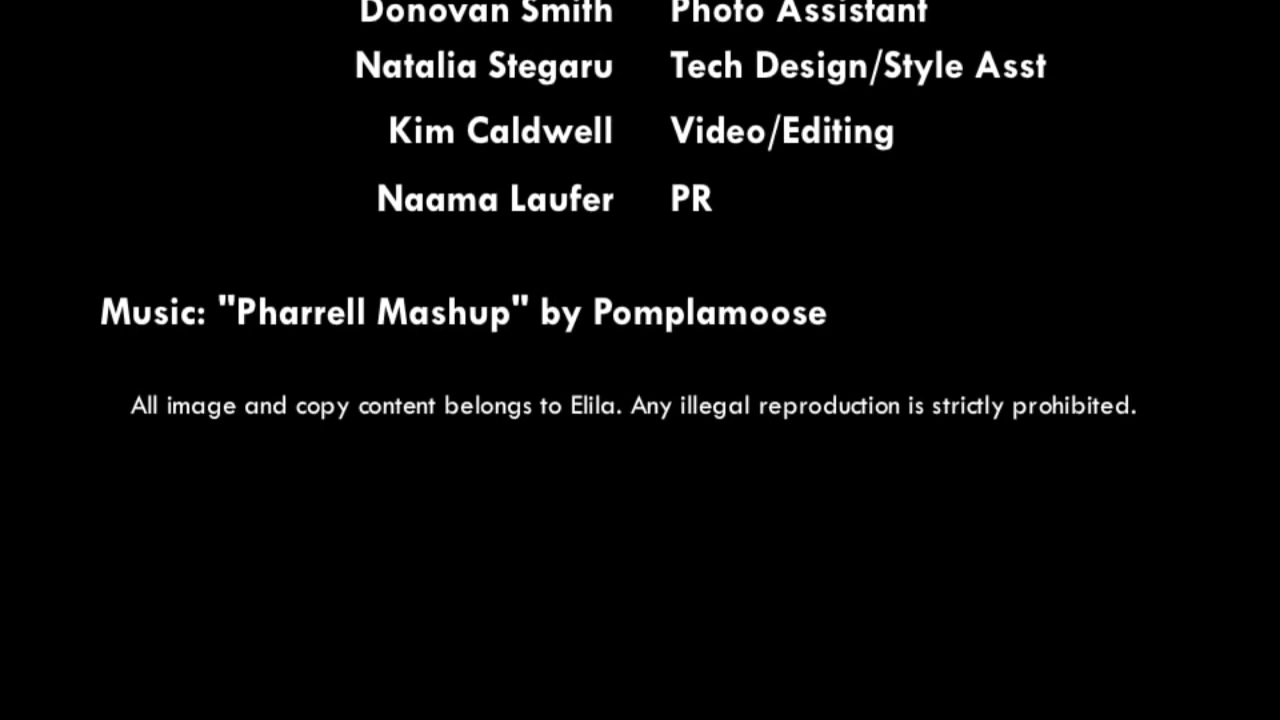 Donovan Smith Photo Assistant
Natalia Stegaru Tech Design/Style Asst
Kim Caldwell Video/Editing
Naama Laufer PR
Music: "Pharrell Mashup" by Pomplamoose
All image and copy content belongs to Elila. Any illegal reproduction is strictly prohibited.